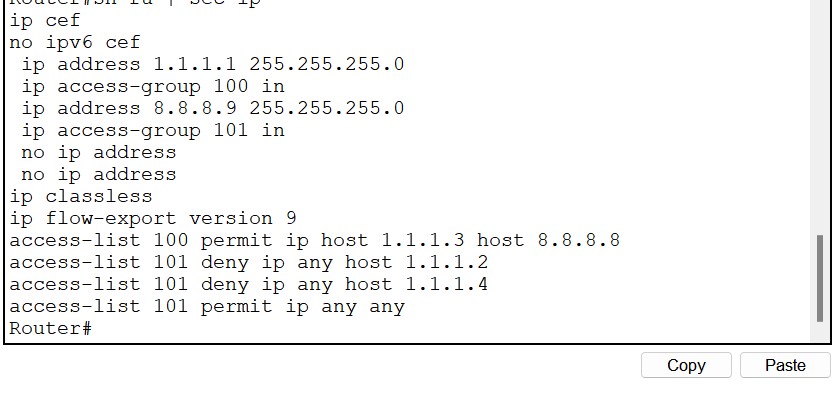 ip cef
no ipv6 cef
ip address 1.1.1.1 255.255.255.0
ip access-group 100 in
ip address 8.8.8.9 255.255.255.0
ip access-group 101 in
no ip address
no ip address
ip classless
ip flow-export version 9
access-list 100 permit ip host 1.1.1.3 host 8.8.8.8
access-list 101 deny ip any host 1.1.1.2
access-list 101 deny ip any host 1.1.1.4
access-list 101 permit ip any any
Router#
Copy Paste